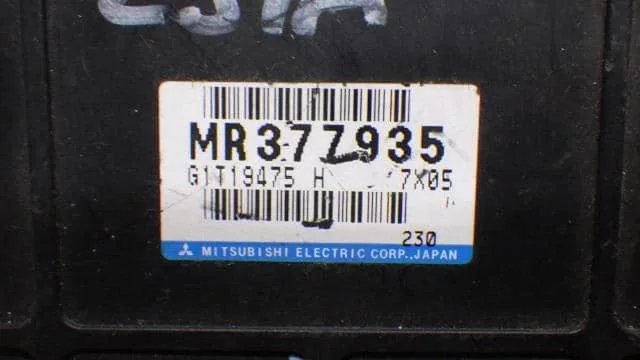 MR377935
G1T19475 H 7X05
230
MITSUBISHI ELECTRIC CORP.,JAPAN